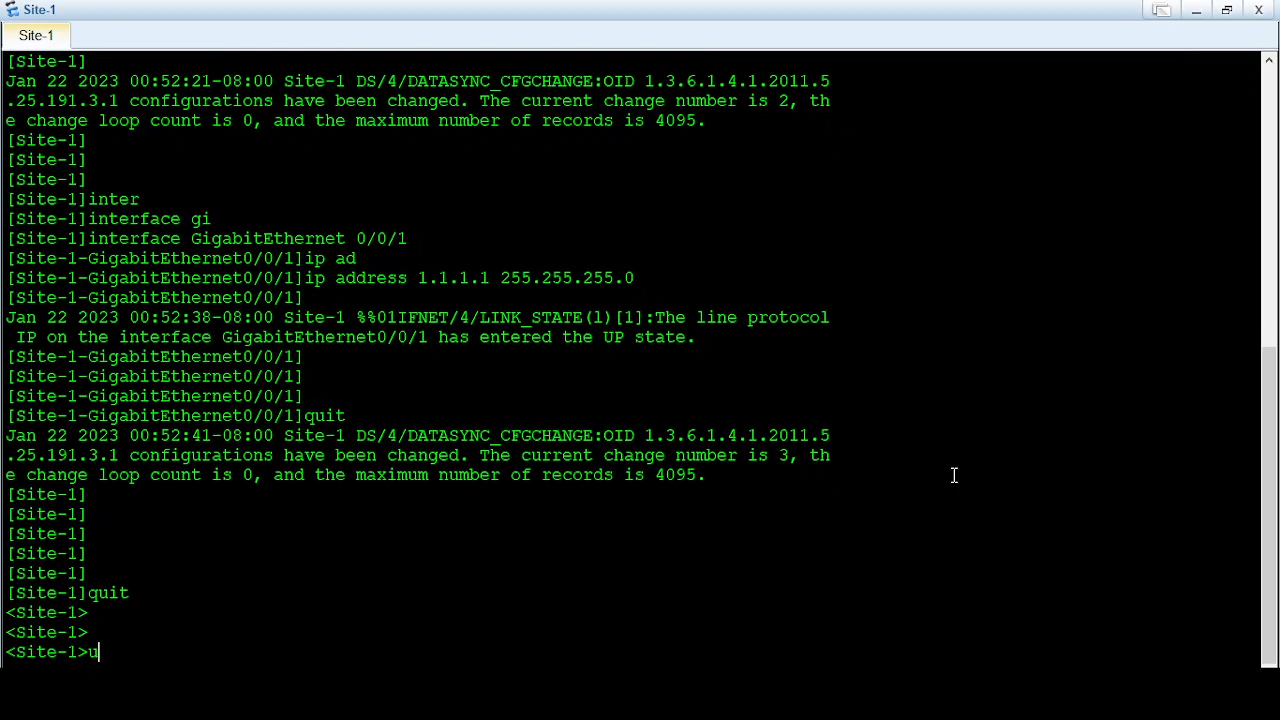 Site-1
Site-1
[Site-1]
Jan 22 2023 00:52:21-08:00 Site-1 DS/4/DATASYNC_CFGCHANGE:OID 1.3.6.1.4.1.2011.5
.25.191.3.1 configurations have been changed. The current change number is 2, th
e change loop count is 0, and the maximum number of records is 4095.
[Site-1]
[Site-1]
[Site-1]
[Site-1]inter
[Site-1]interface gi
[Site-1]interface GigabitEthernet 0/0/1
[Site-1-GigabitEthernet0/0/1]ip ad
[Site-1-GigabitEthernet0/0/1]ip address 1.1.1.1 255.255.255.0
[Site-1-GigabitEthernet0/0/1]
Jan 22 2023 00:52:38-08:00 Site-1 %%01IFNET/4/LINK_STATE(l)[1]:The line protocol
 IP on the interface GigabitEthernet0/0/1 has entered the UP state.
[Site-1-GigabitEthernet0/0/1]
[Site-1-GigabitEthernet0/0/1]
[Site-1-GigabitEthernet0/0/1]
[Site-1-GigabitEthernet0/0/1]quit
Jan 22 2023 00:52:41-08:00 Site-1 DS/4/DATASYNC_CFGCHANGE:OID 1.3.6.1.4.1.2011.5
.25.191.3.1 configurations have been changed. The current change number is 3, th
e change loop count is 0, and the maximum number of records is 4095.
[Site-1]
[Site-1]
[Site-1]
[Site-1]
[Site-1]
[Site-1]quit
<Site-1>
<Site-1>
<Site-1>u